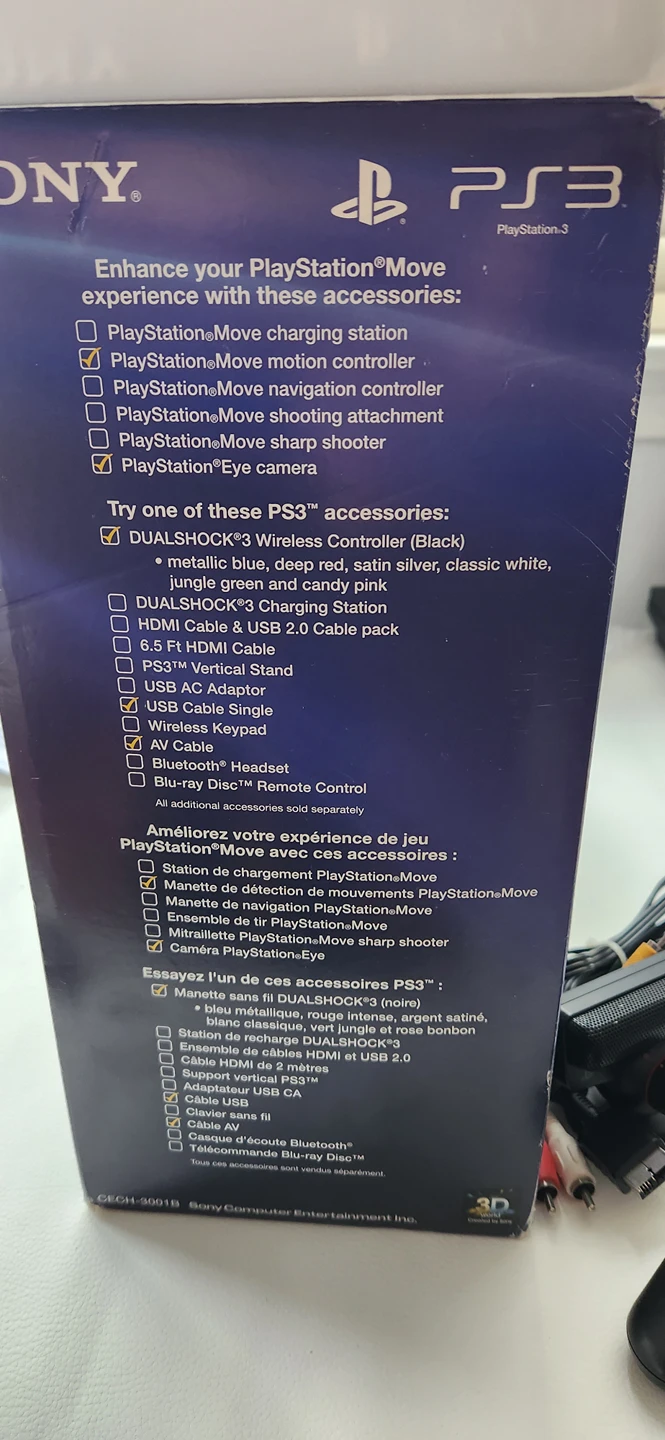 ONY®
PS3
PlayStation®3
Enhance your PlayStation®Move
experience with these accessories:
PlayStation®Move charging station
PlayStation®Move motion controller
PlayStation®Move navigation controller
PlayStation®Move shooting attachment
PlayStation®Move sharp shooter
PlayStation®Eye camera
Try one of these PS3™ accessories:
DUALSHOCK®3 Wireless Controller (Black)
• metallic blue, deep red, satin silver, classic white,
jungle green and candy pink
DUALSHOCK®3 Charging Station
HDMI Cable & USB 2.0 Cable pack
6.5 Ft HDMI Cable
PS3™ Vertical Stand
USB AC Adaptor
USB Cable Single
Wireless Keypad
AV Cable
Bluetooth® Headset
Blu-ray Disc™ Remote Control
All additional accessories sold separately
Améliorez votre expérience de jeu
PlayStation®Move avec ces accessoires :
Station de chargement PlayStation®Move
Manette de détection de mouvements PlayStation®Move
Manette de navigation PlayStation®Move
Ensemble de tir PlayStation®Move
Mitraillette PlayStation®Move sharp shooter
Caméra PlayStation®Eye
Essayez l'un de ces accessoires PS3™ :
Manette sans fil DUALSHOCK®3 (noire)
• bleu métallique, rouge intense, argent satiné,
blanc classique, vert jungle et rose bonbon
Station de recharge DUALSHOCK®3
Ensemble de câbles HDMI et USB 2.0
Câble HDMI de 2 mètres
Support vertical PS3™
Adaptateur USB CA
Câble USB
Clavier sans fil
Câble AV
Casque d'écoute Bluetooth®
Télécommande Blu-ray Disc™
Tous ces accessoires sont vendus séparément.
CECH-3001B Sony Computer Entertainment Inc.
3D
world
Created by Sony